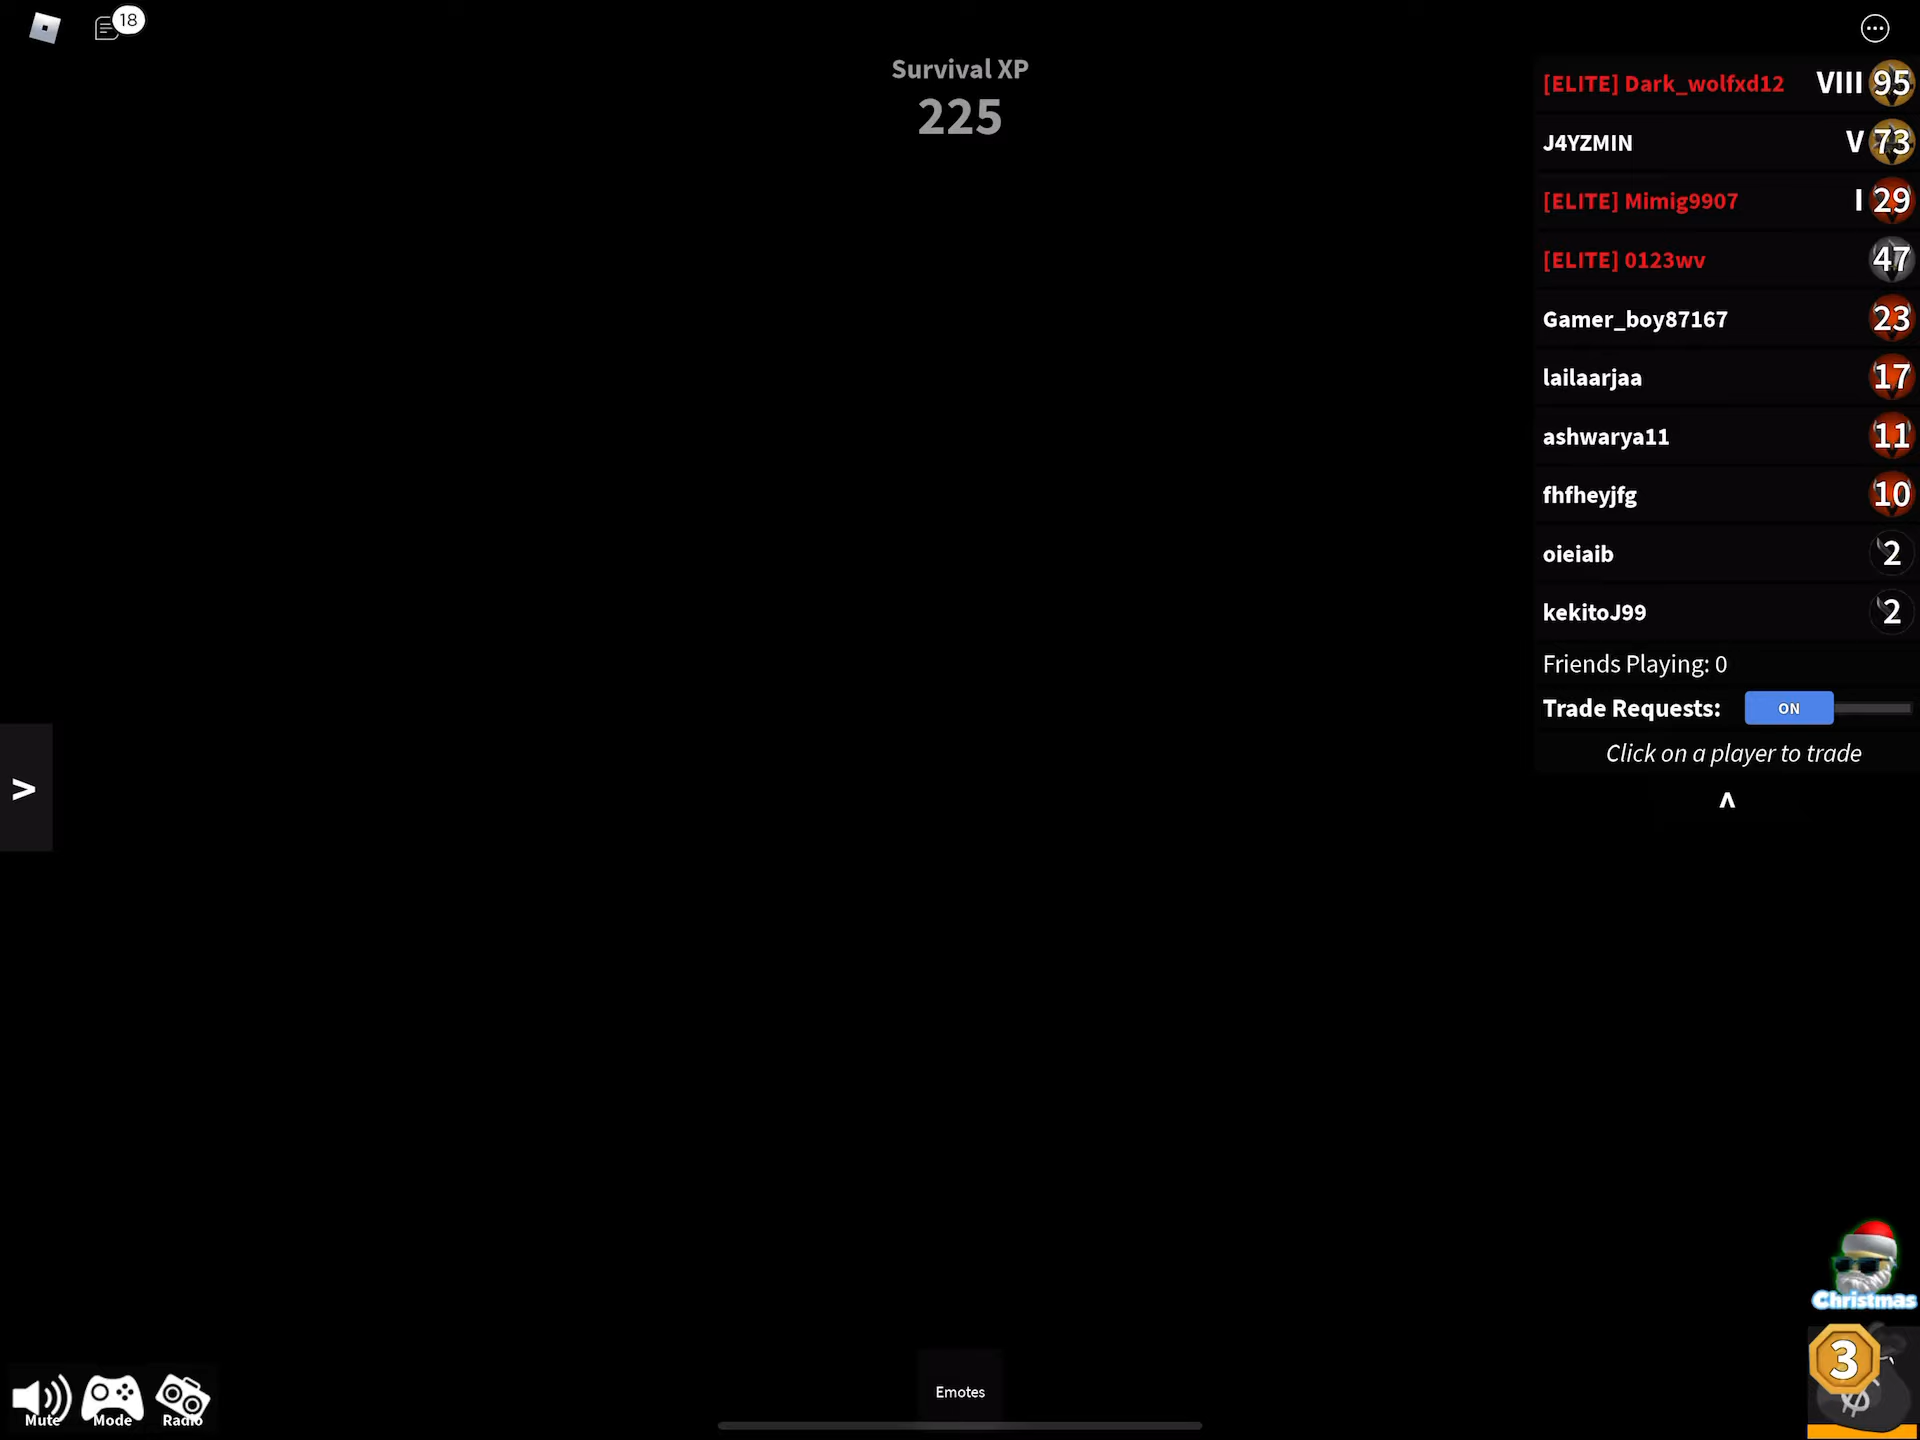 18
Survival XP
225
[ELITE] Dark_wolfxd12 VIII 95
J4YZMIN V 73
[ELITE] Mimig9907 I 29
[ELITE] 0123wv 47
Gamer_boy87167 23
lailaarjaa 17
ashwarya11 11
fhfheyjfg 10
oieiaib 2
kekitoJ99 2
Friends Playing: 0
Trade Requests: ON
Click on a player to trade
>
Christmas
3
Mute Mode Radio
Emotes